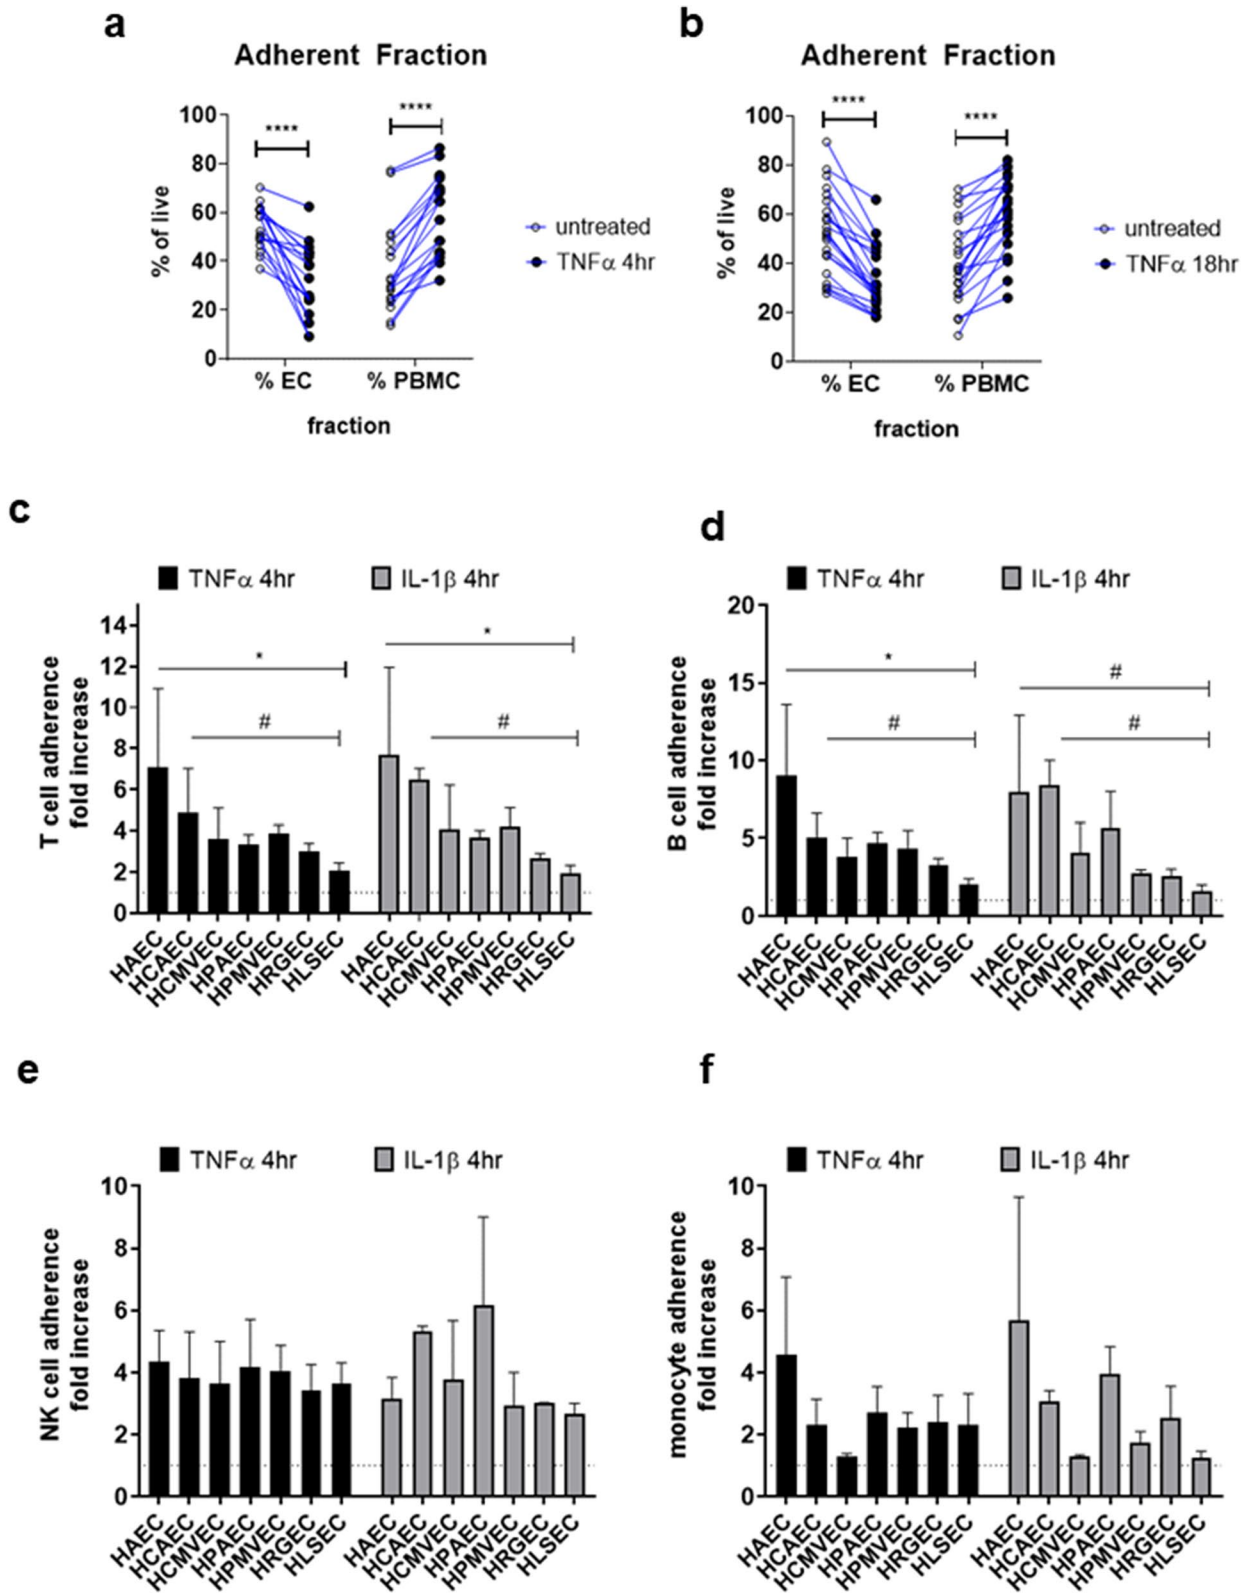 a
Adherent Fraction
****
****
100
80
60
40
20
0
% of live
% EC
% PBMC
fraction
untreated
TNFα 4hr
b
Adherent Fraction
****
****
100
80
60
40
20
0
% of live
% EC
% PBMC
fraction
untreated
TNFα 18hr
c
TNFα 4hr
IL-1β 4hr
T cell adherence
fold increase
14
12
10
8
6
4
2
0
*
#
*
#
HAEC
HCAEC
HCMVEC
HPAEC
HPMVEC
HRGEC
HLSEC
HAEC
HCAEC
HCMVEC
HPAEC
HPMVEC
HRGEC
HLSEC
d
TNFα 4hr
IL-1β 4hr
B cell adherence
fold increase
20
15
10
5
0
*
#
#
#
HAEC
HCAEC
HCMVEC
HPAEC
HPMVEC
HRGEC
HLSEC
HAEC
HCAEC
HCMVEC
HPAEC
HPMVEC
HRGEC
HLSEC
e
TNFα 4hr
IL-1β 4hr
NK cell adherence
fold increase
10
8
6
4
2
0
HAEC
HCAEC
HCMVEC
HPAEC
HPMVEC
HRGEC
HLSEC
HAEC
HCAEC
HCMVEC
HPAEC
HPMVEC
HRGEC
HLSEC
f
TNFα 4hr
IL-1β 4hr
monocyte adherence
fold increase
10
8
6
4
2
0
HAEC
HCAEC
HCMVEC
HPAEC
HPMVEC
HRGEC
HLSEC
HAEC
HCAEC
HCMVEC
HPAEC
HPMVEC
HRGEC
HLSEC